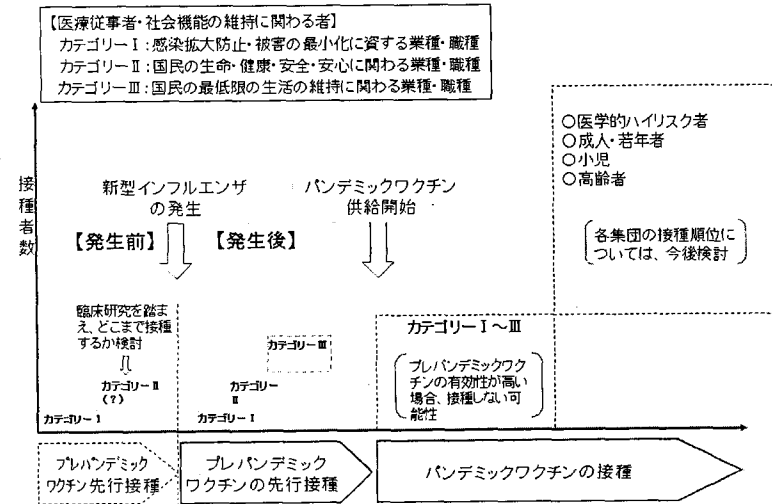 【医療従事者・社会機能の維持に関わる者】
カテゴリーⅠ:感染拡大防止・被害の最小化に資する業種・職種
カテゴリーⅡ:国民の生命・健康・安全・安心に関わる業種・職種
カテゴリーⅢ:国民の最低限の生活の維持に関わる業種・職種
接種者数
新型インフルエンザ
の発生
パンデミックワクチン
供給開始
【発生前】
【発生後】
○医学的ハイリスク者
○成人・若年者
○小児
○高齢者
各集団の接種順位に
ついては、今後検討
臨床研究を踏ま
え、どこまで接種
するか検討
カテゴリーⅡ
(?)
カテゴリー1
カテゴリーⅢ
カテゴリー
Ⅱ
カテゴリーⅠ
カテゴリーⅠ～Ⅲ
プレパンデミックワク
チンの有効性が高い
場合、接種しない可
能性
プレパンデミック
ワクチン先行接種
プレパンデミック
ワクチンの先行接種
パンデミックワクチンの接種